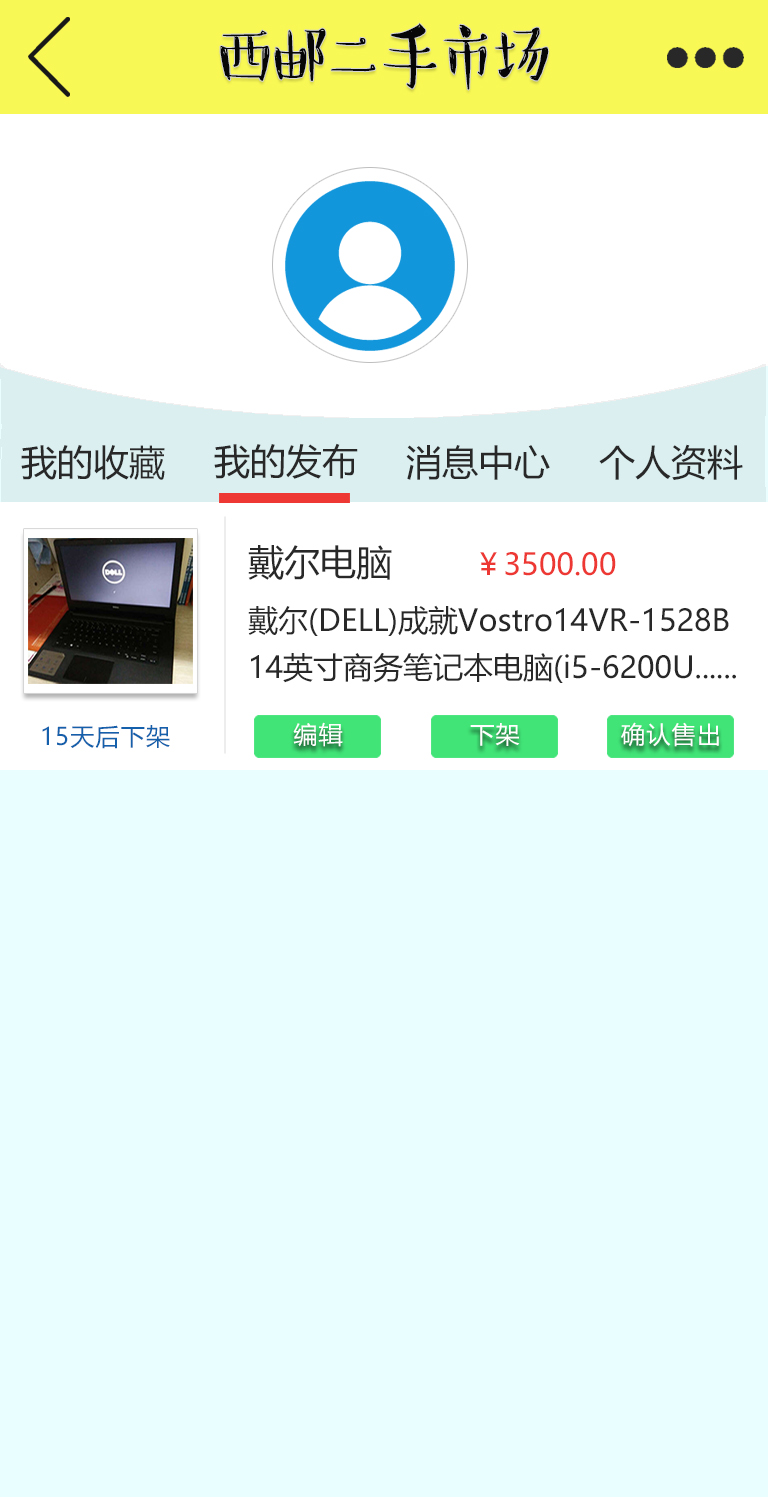 西邮二手市场
我的收藏 我的发布 消息中心 个人资料
DELL
戴尔电脑 ¥3500.00
戴尔(DELL)成就Vostro14VR-1528B
14英寸商务笔记本电脑(i5-6200U......
15天后下架 编辑 下架 确认售出